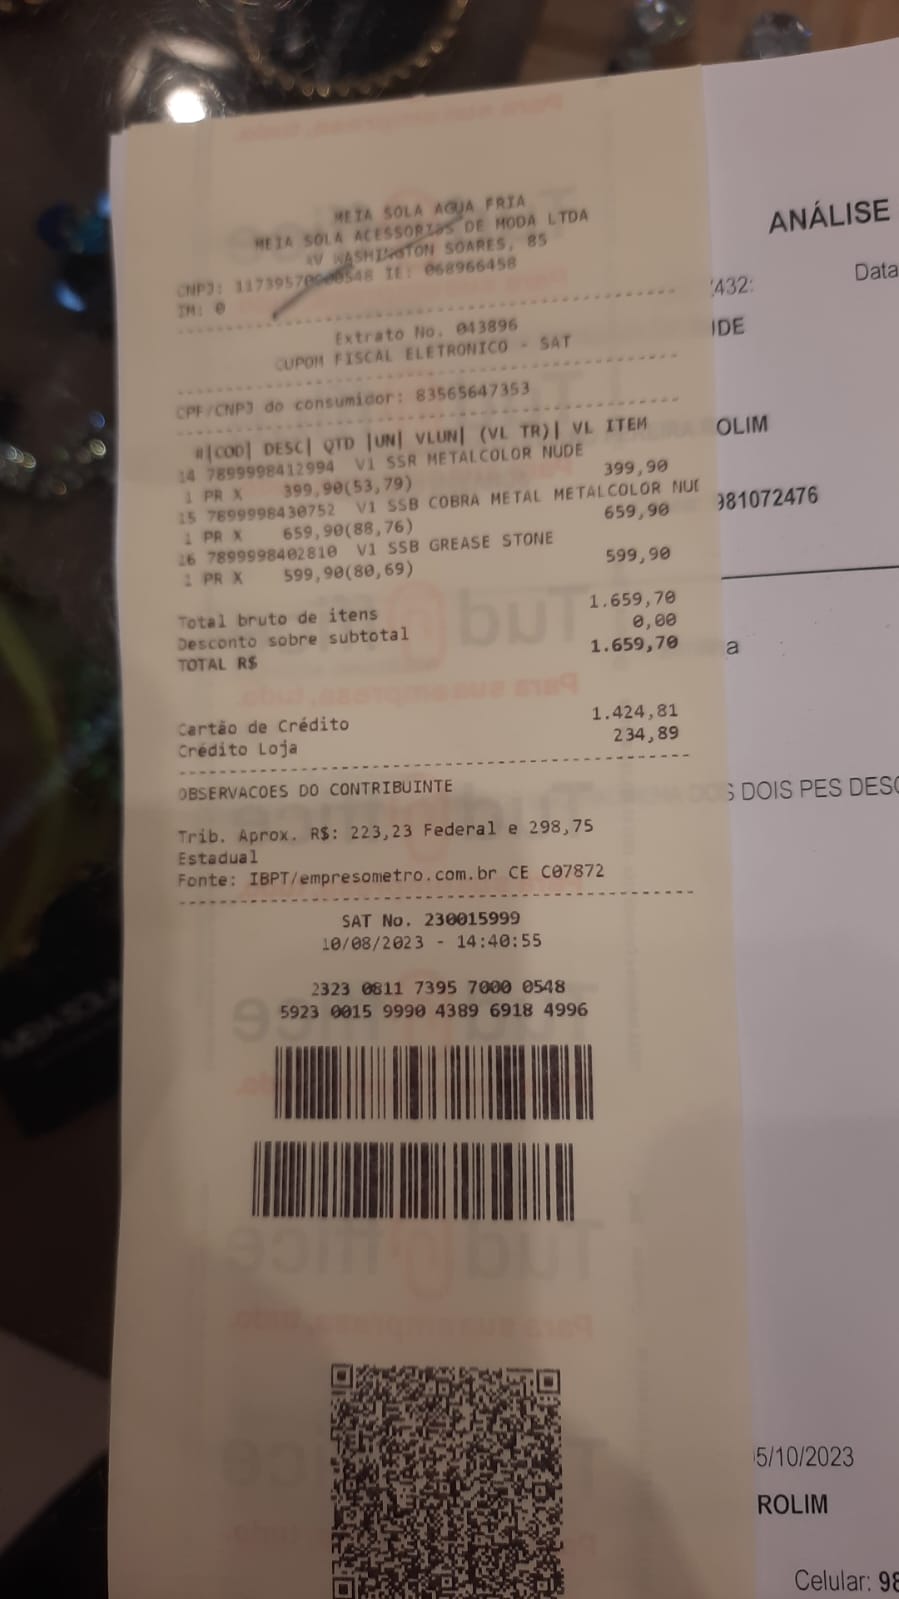 MEIA SOLA AGUA FRIA
MEIA SOLA ACESSORIOS DE MODA LTDA
AV WASHINGTON SOARES, 85
CNPJ: 11739570000548 IE: 068966458
IM: 0
Extrato No. 043896
CUPOM FISCAL ELETRONICO - SAT
CPF/CNPJ do consumidor: 83565647353
#|COD| DESC| QTD |UN| VLUN| (VL TR)| VL ITEM
14 7899998412994 V1 SSR METALCOLOR NUDE
1 PR X 399,90(53,79) 399,90
15 7899998430752 V1 SSB COBRA METAL METALCOLOR NUD
1 PR X 659,90(88,76) 659,90
16 7899998402810 V1 SSB GREASE STONE
1 PR X 599,90(80,69) 599,90
Total bruto de itens 1.659,70
Desconto sobre subtotal 0,00
TOTAL R$ 1.659,70
Cartão de Crédito 1.424,81
Crédito Loja 234,89
OBSERVACOES DO CONTRIBUINTE
Trib. Aprox. R$: 223,23 Federal e 298,75
Estadual
Fonte: IBPT/empresometro.com.br CE C07872
SAT No. 230015999
10/08/2023 - 14:40:55
2323 0811 7395 7000 0548
5923 0015 9990 4389 6918 4996
Tud ffice
Para sua empresa, tudo.
ANÁLISE
Data
432:
OLIM
981072476
a
S DOIS PES DESC
5/10/2023
ROLIM
Celular: 98